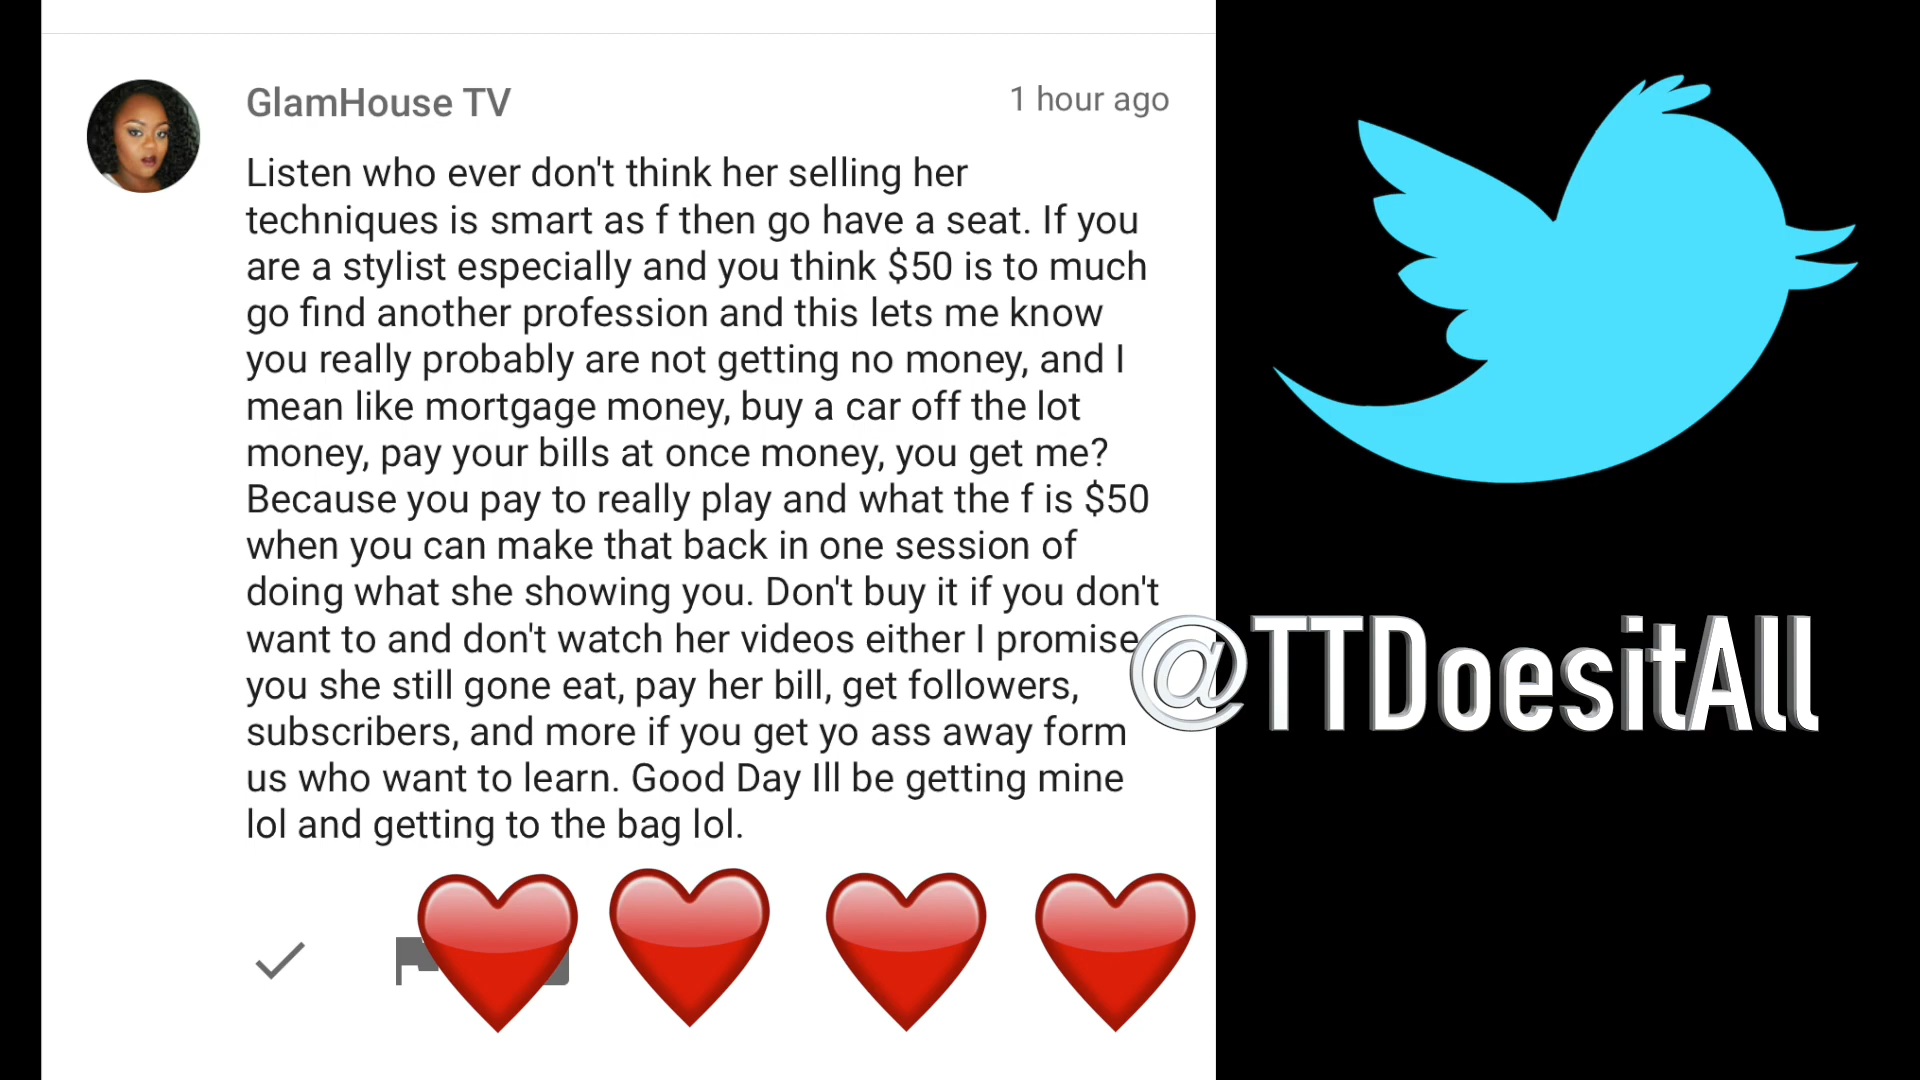 GlamHouse TV
1 hour ago
Listen who ever don't think her selling her
techniques is smart as f then go have a seat. If you
are a stylist especially and you think $50 is to much
go find another profession and this lets me know
you really probably are not getting no money, and I
mean like mortgage money, buy a car off the lot
money, pay your bills at once money, you get me?
Because you pay to really play and what the f is $50
when you can make that back in one session of
doing what she showing you. Don't buy it if you don't
want to and don't watch her videos either I promise
you she still gone eat, pay her bill, get followers,
subscribers, and more if you get yo ass away form
us who want to learn. Good Day Ill be getting mine
lol and getting to the bag lol.
@TTDoesitAll